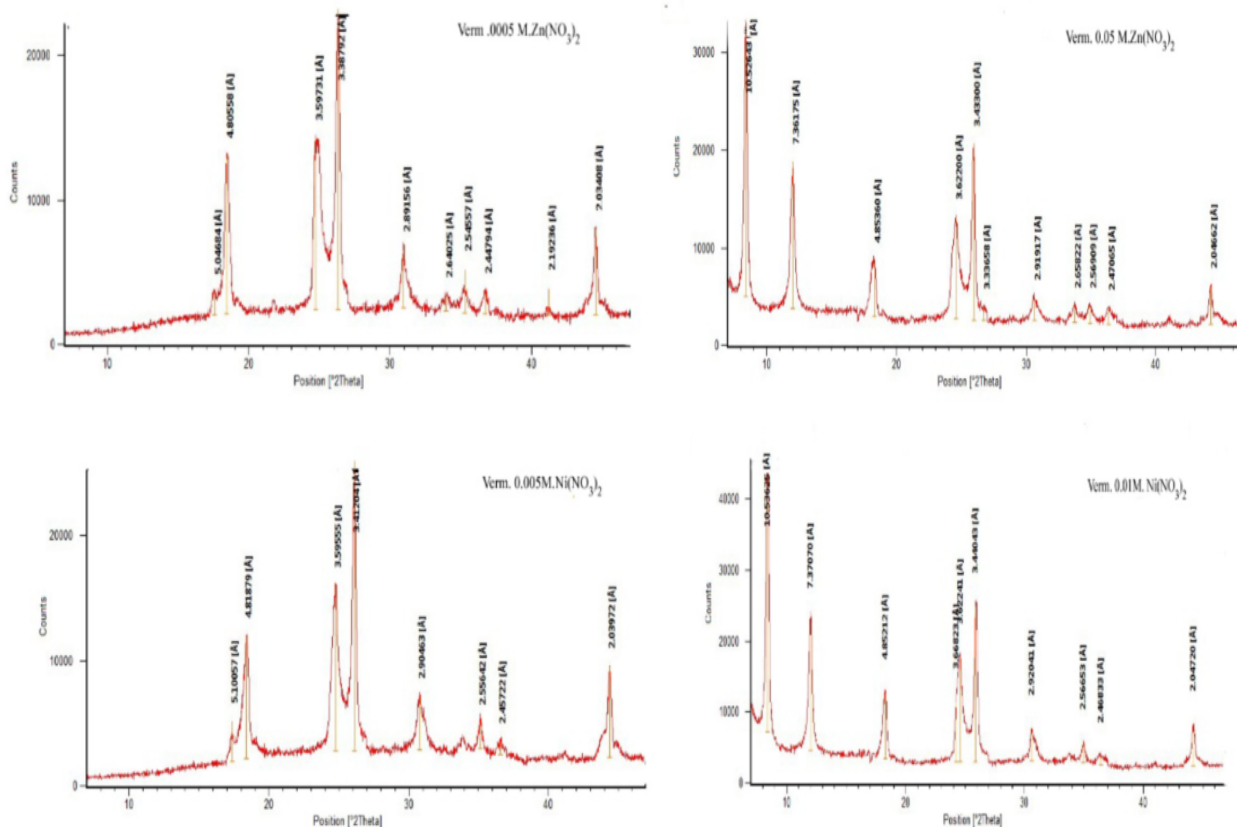 Verm .0005 M.Zn(NO3)2
Counts
20000
10000
0
5.04684 [Å]
4.80558 [Å]
3.59731 [Å]
3.38792 [Å]
2.89156 [Å]
2.64025 [Å]
2.54557 [Å]
2.44794 [Å]
2.19236 [Å]
2.03408 [Å]
10 20 30 40
Position [°2Theta]
Verm. 0.05 M.Zn(NO3)2
Counts
30000
20000
10000
0
10.52643 [Å]
7.36175 [Å]
4.85360 [Å]
3.62200 [Å]
3.43300 [Å]
3.33658 [Å]
2.91917 [Å]
2.65822 [Å]
2.56909 [Å]
2.47065 [Å]
2.04662 [Å]
10 20 30 40
Position [°2Theta]
Verm. 0.005M.Ni(NO3)2
Counts
20000
10000
0
5.10057 [Å]
4.81879 [Å]
3.59555 [Å]
3.41204 [Å]
2.90463 [Å]
2.55642 [Å]
2.45722 [Å]
2.03972 [Å]
10 20 30 40
Position [°2Theta]
Verm. 0.01M. Ni(NO3)2
Counts
40000
30000
20000
10000
0
7.37070 [Å]
4.85212 [Å]
3.66823 [Å]
3.44043 [Å]
2.92041 [Å]
2.56653 [Å]
2.46833 [Å]
2.04720 [Å]
10 20 30 40
Position [°2Theta]